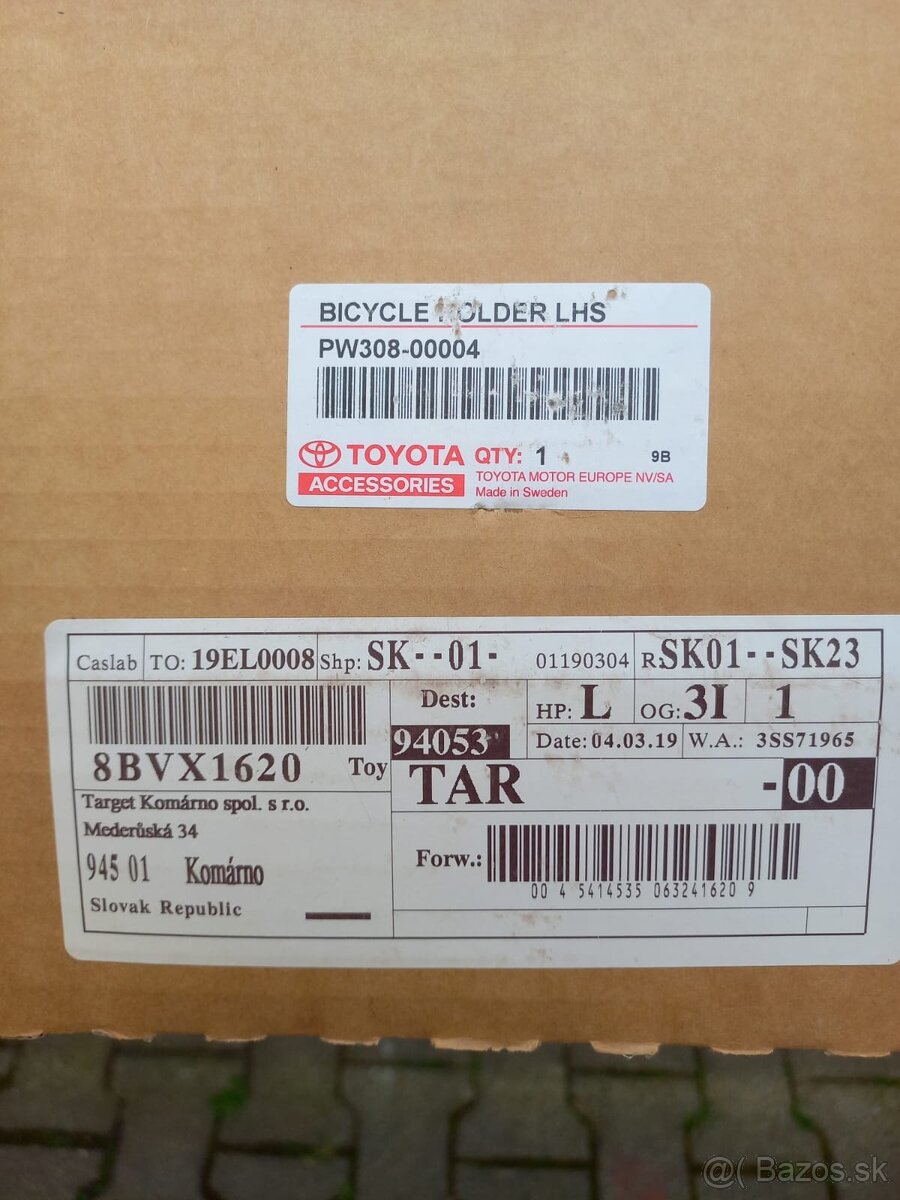 BICYCLE HOLDER LHS
PW308-00004
TOYOTA
ACCESSORIES
QTY: 1
9B
TOYOTA MOTOR EUROPE NV/SA
Made in Sweden
Caslab TO: 19EL0008 Shp: SK--01- 01190304 R: SK01--SK23
8BVX1620 Toy
Dest:
94053
HP: L OG: 3I 1
Date: 04.03.19 W.A.: 3SS71965
TAR -00
Target Komárno spol. s r.o.
Mederůská 34
945 01 Komárno
Slovak Republic
Forw.:
00 4 5414535 063241620 9
@( Bazos.sk